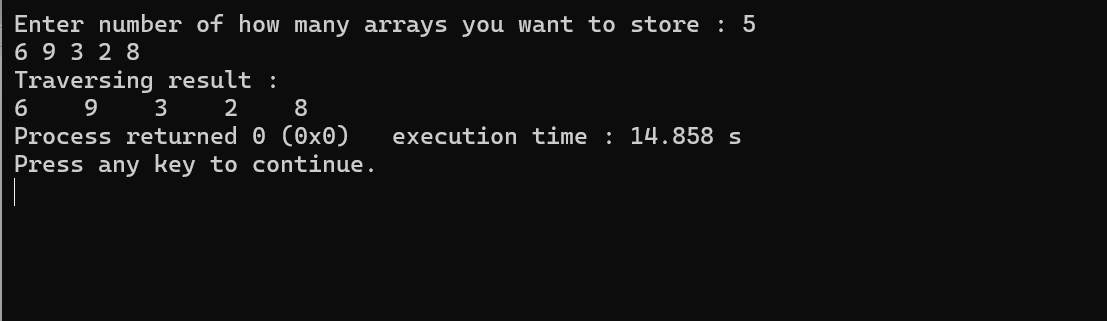 Enter number of how many arrays you want to store : 5
6 9 3 2 8
Traversing result :
6    9    3    2    8
Process returned 0 (0x0)   execution time : 14.858 s
Press any key to continue.